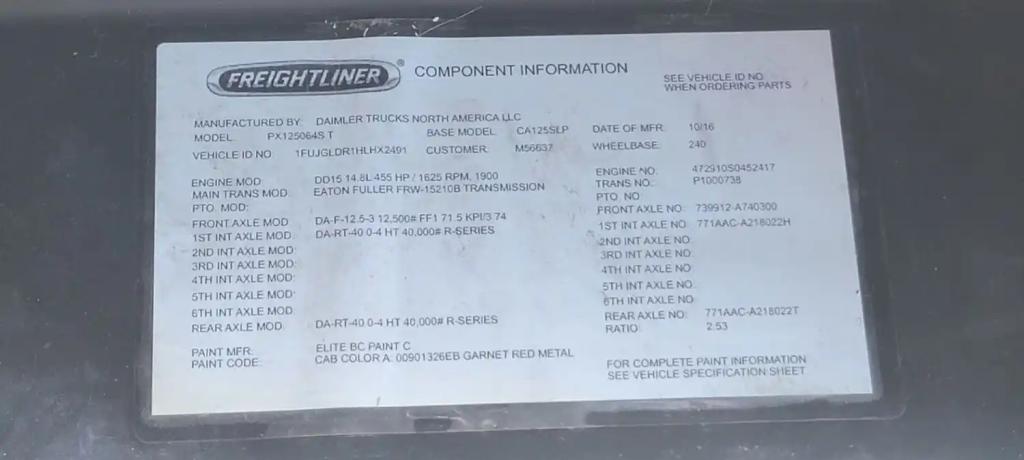 FREIGHTLINER® COMPONENT INFORMATION
SEE VEHICLE ID NO
WHEN ORDERING PARTS
MANUFACTURED BY: DAIMLER TRUCKS NORTH AMERICA LLC
MODEL: PX125064S T BASE MODEL CA125SLP DATE OF MFR 10/16
VEHICLE ID NO 1FUJGLDR1HLHX2491 CUSTOMER: M56637 WHEELBASE: 240
ENGINE MOD DD15 14.8L 455 HP / 1625 RPM, 1900 ENGINE NO. 472910S0452417
MAIN TRANS MOD: EATON FULLER FRW-15210B TRANSMISSION TRANS NO.: P1000738
PTO. MOD: PTO. NO
FRONT AXLE MOD DA-F-12.5-3 12,500# FF1 71.5 KPI/3 74 FRONT AXLE NO: 739912-A740300
1ST INT AXLE MOD: DA-RT-40 0-4 HT 40,000# R-SERIES 1ST INT AXLE NO: 771AAC-A218022H
2ND INT AXLE MOD: 2ND INT AXLE NO
3RD INT AXLE MOD: 3RD INT AXLE NO:
4TH INT AXLE MOD: 4TH INT AXLE NO
5TH INT AXLE MOD: 5TH INT AXLE NO:
6TH INT AXLE MOD: 6TH INT AXLE NO
REAR AXLE MOD: DA-RT-40 0-4 HT 40,000# R-SERIES REAR AXLE NO: 771AAC-A218022T
RATIO: 2.53
PAINT MFR: ELITE BC PAINT C
PAINT CODE: CAB COLOR A: 00901326EB GARNET RED METAL
FOR COMPLETE PAINT INFORMATION
SEE VEHICLE SPECIFICATION SHEET